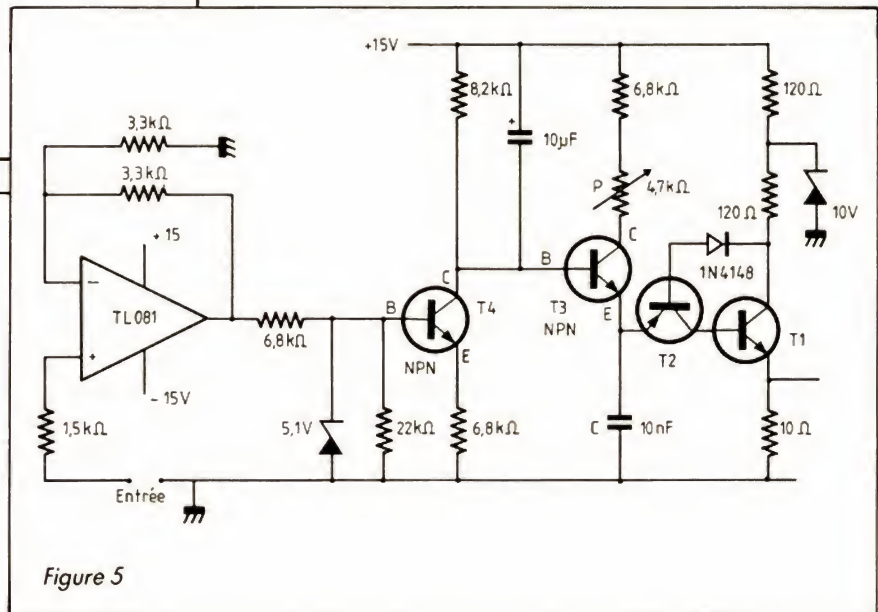 +15V
8,2kΩ
+
10µF
6,8kΩ
120Ω
3,3kΩ
3,3kΩ
P
4,7kΩ
120Ω
10V
+15
C
1N4148
B
TL081
-
+
6,8kΩ
C
T4
T3
NPN
E
B
NPN
E
T2
T1
-15V
1,5kΩ
5,1V
22kΩ
6,8kΩ
C
10nF
10Ω
Entrée
Figure 5